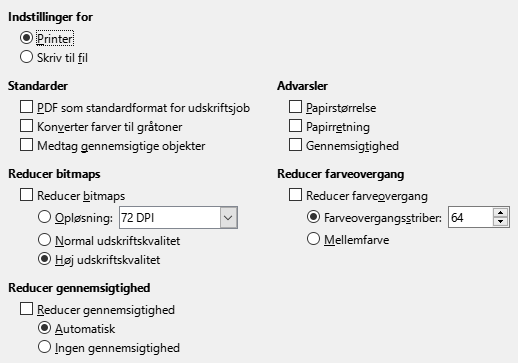 Indstillinger for
Printer
Skriv til fil
Standarder
PDF som standardformat for udskriftsjob
Konverter farver til gråtoner
Medtag gennemsigtige objekter
Advarsler
Papirstørrelse
Papirretning
Gennemsigtighed
Reducer bitmaps
Reducer bitmaps
Opløsning: 72 DPI
Normal udskriftskvalitet
Høj udskriftskvalitet
Reducer farveovergang
Reducer farveovergang
Farveovergangsstriber: 64
Mellemfarve
Reducer gennemsigtighed
Reducer gennemsigtighed
Automatisk
Ingen gennemsigtighed